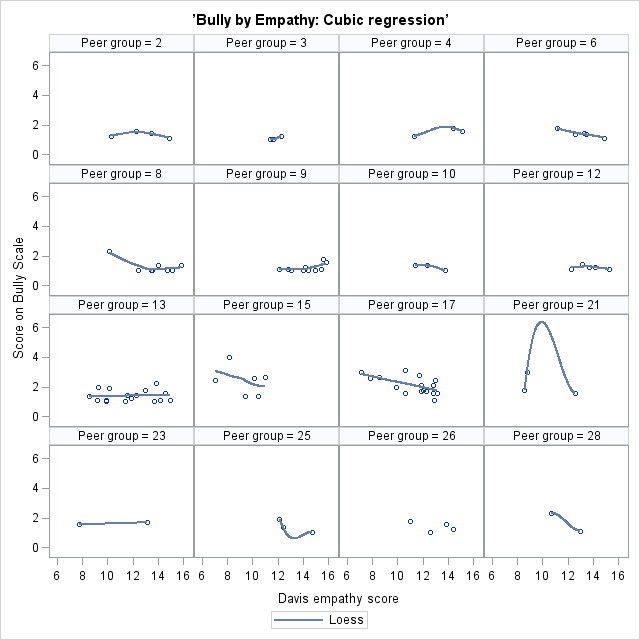 ’Bully by Empathy: Cubic regression’
Peer group = 2 Peer group = 3 Peer group = 4 Peer group = 6
6
4
2
0
Peer group = 8 Peer group = 9 Peer group = 10 Peer group = 12
6
4
2
0
Peer group = 13 Peer group = 15 Peer group = 17 Peer group = 21
6
4
2
0
Peer group = 23 Peer group = 25 Peer group = 26 Peer group = 28
6
4
2
0
Score on Bully Scale
6 8 10 12 14 16 6 8 10 12 14 16 6 8 10 12 14 16 6 8 10 12 14 16
Davis empathy score
Loess